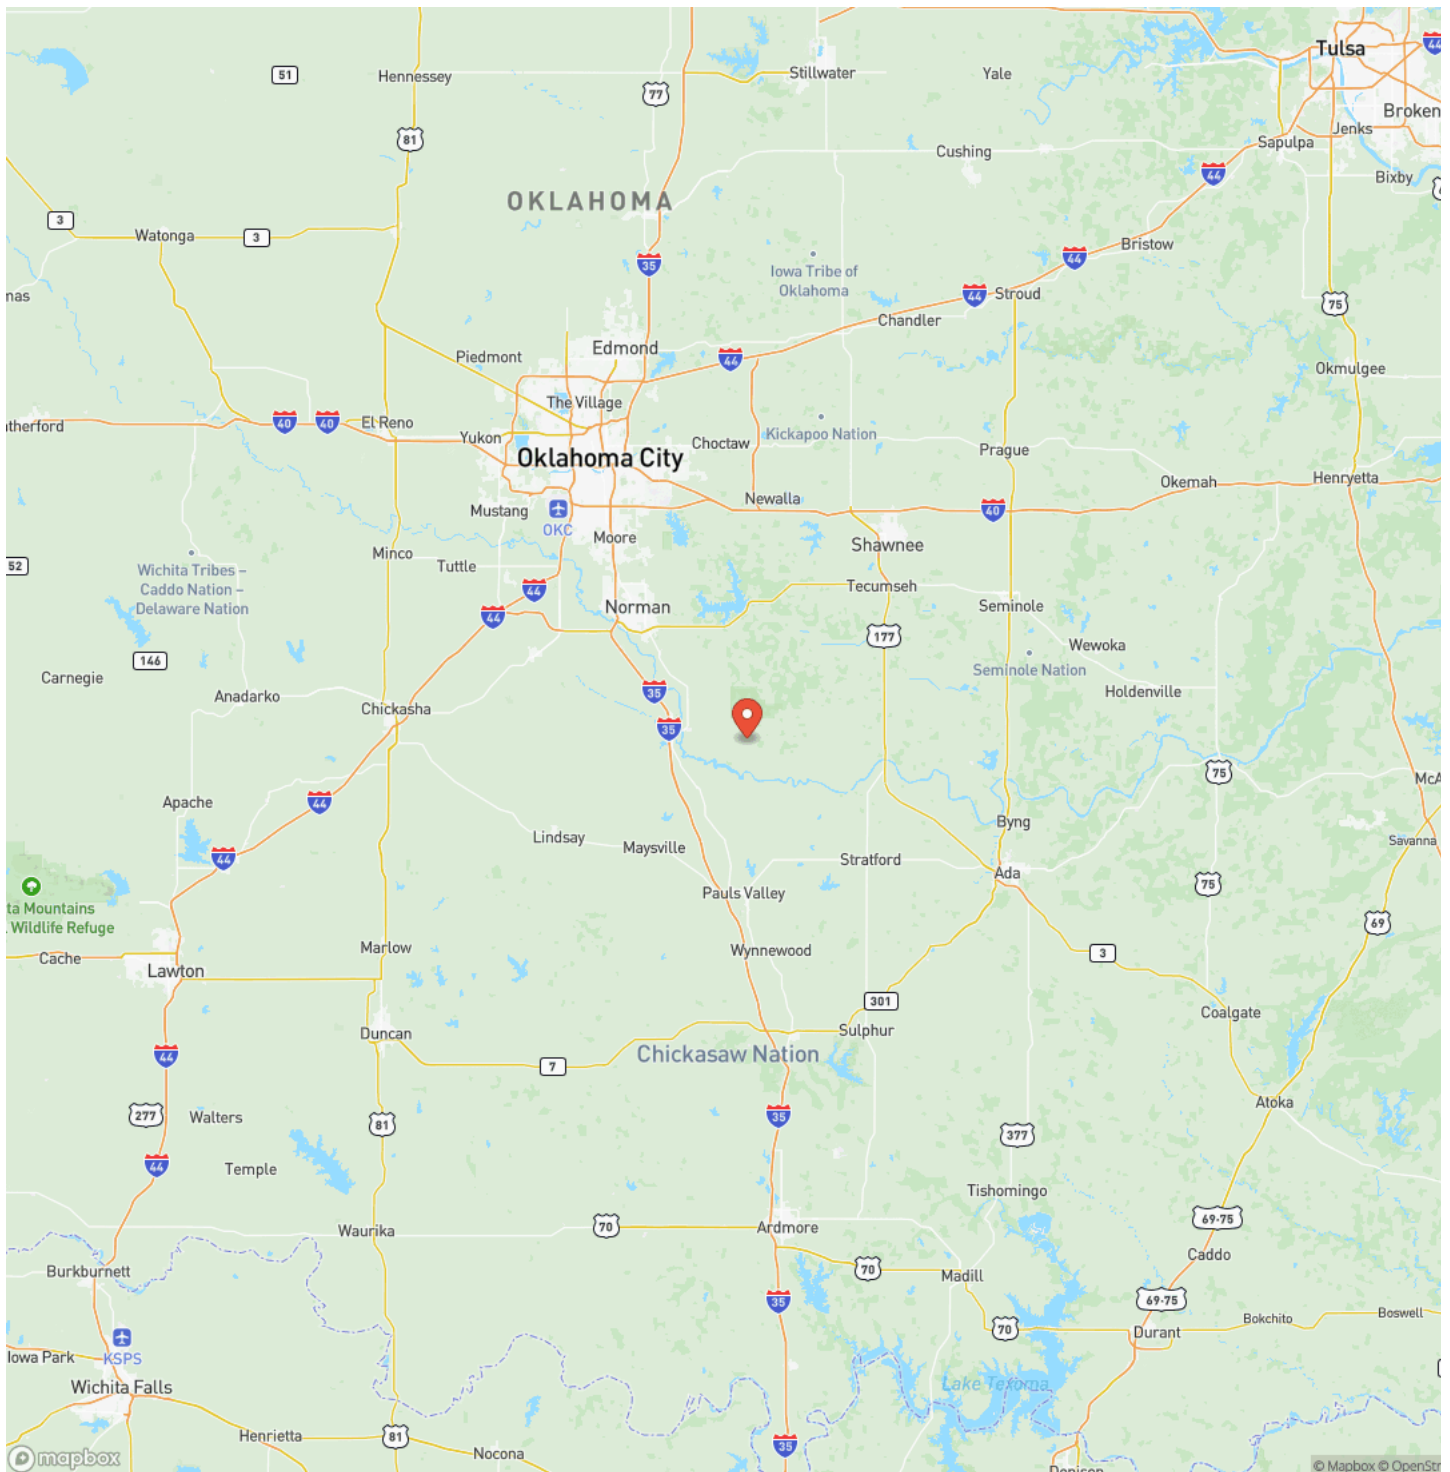 Tulsa
44
51
Hennessey
Stillwater
Yale
77
Broken
Jenks
81
Sapulpa
Cushing
44
Bixby
OKLAHOMA
3
Watonga
3
Bristow
44
35
Iowa Tribe of
Oklahoma
mas
44
Stroud
75
Chandler
Edmond
Piedmont
44
Okmulgee
The Village
40
40
El Reno
therford
Yukon
Choctaw
Kickapoo Nation
Prague
Oklahoma City
Henryetta
Okemah
Newalla
Mustang
OKC
40
Moore
Shawnee
Minco
Tuttle
52
Wichita Tribes –
Caddo Nation –
Delaware Nation
44
Tecumseh
44
Norman
Seminole
177
Wewoka
146
Seminole Nation
Carnegie
Anadarko
35
Holdenville
Chickasha
35
75
McA
Apache
44
Byng
Lindsay
Maysville
Savanna
44
Stratford
Ada
ta Mountains
Wildlife Refuge
Pauls Valley
75
69
Cache
Marlow
Wynnewood
3
Lawton
301
Coalgate
Duncan
Sulphur
Chickasaw Nation
44
7
Atoka
277
Walters
81
35
377
44
Temple
Tishomingo
Waurika
70
Ardmore
69-75
Caddo
Burkburnett
70
Madill
35
69-75
Boswell
Bokchito
70
Durant
KSPS
Iowa Park
Wichita Falls
Lake Texoma
Henrietta
81
Nocona
35
mapbox
© Mapbox © OpenStr